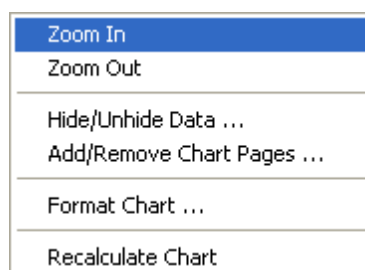 Zoom In
Zoom Out
Hide/Unhide Data ...
Add/Remove Chart Pages ...
Format Chart ...
Recalculate Chart